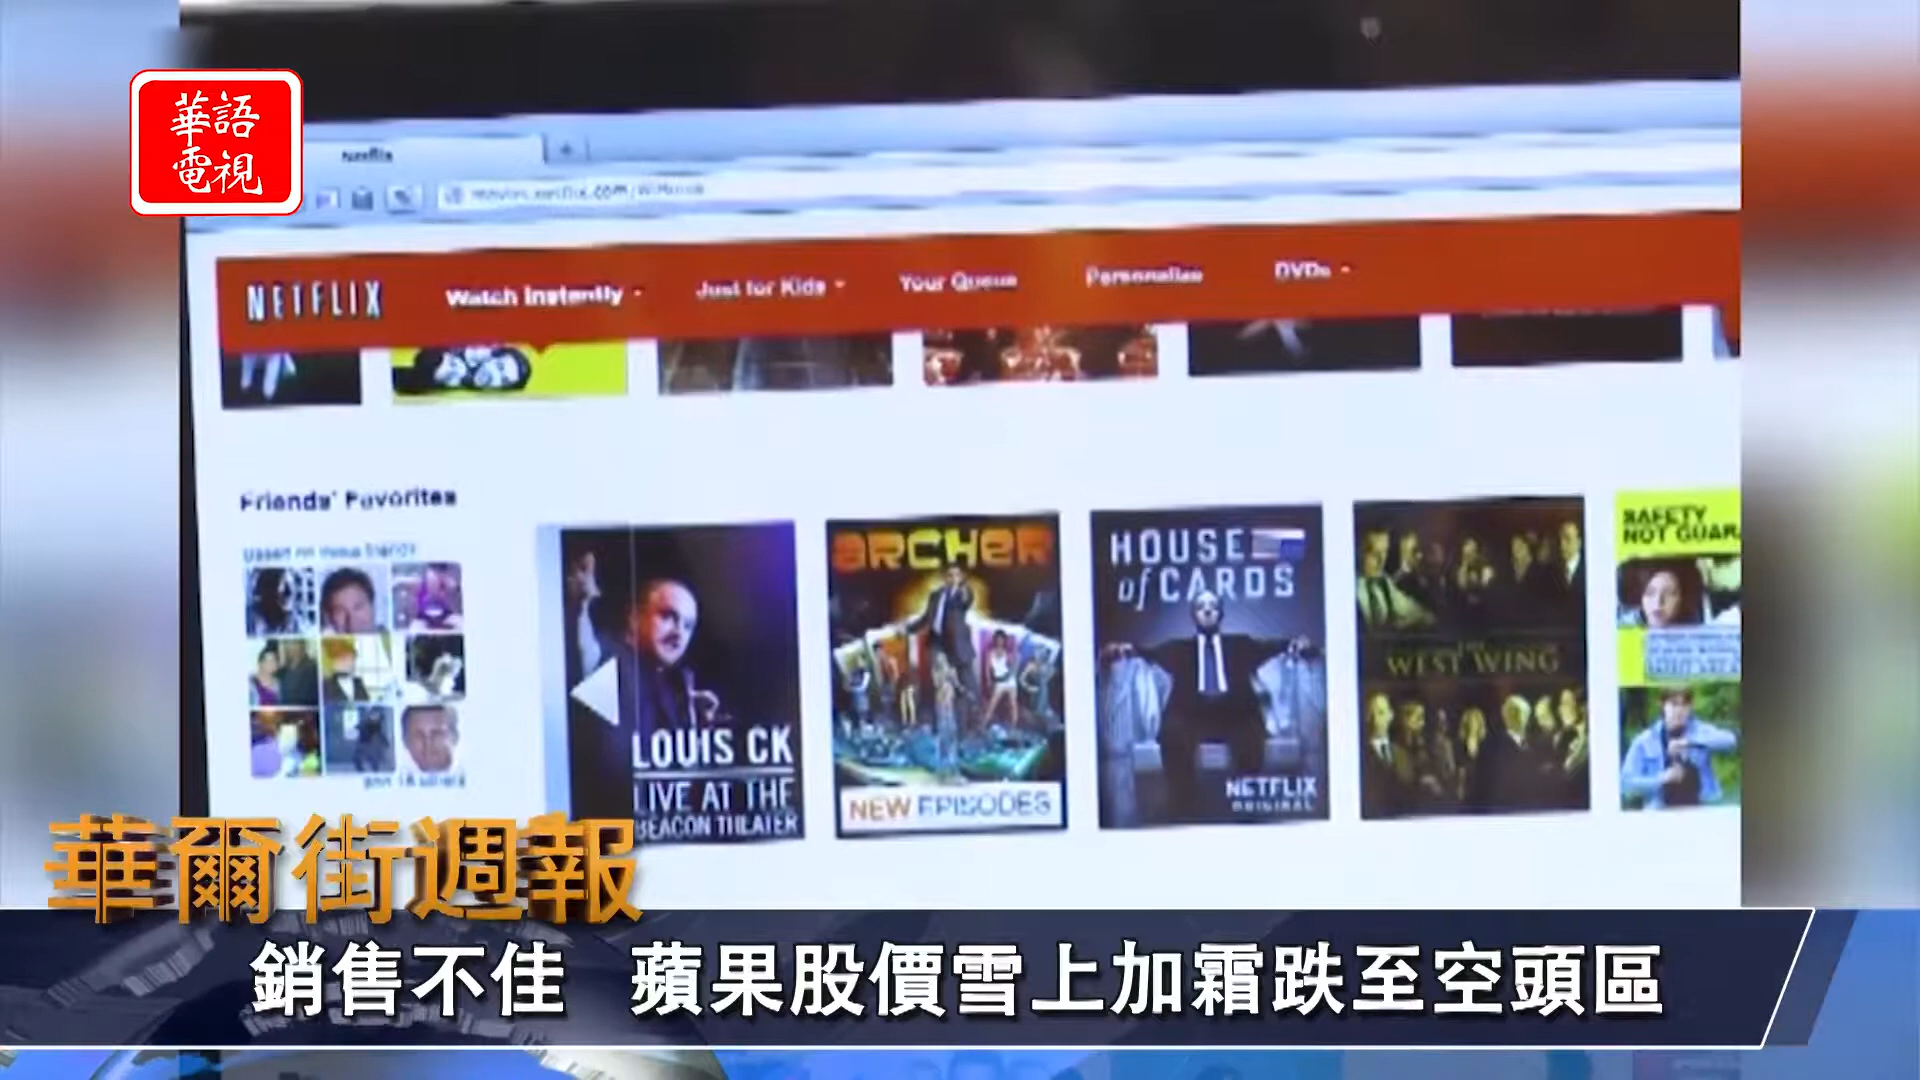 華語
電視
Netflix
NETFLIX
Watch Instantly
Just for Kids
Your Queue
Personalize
DVDs
Friends' Favorites
LOUIS CK
LIVE AT THE
BEACON THEATER
ARCHER
NEW EPISODES
HOUSE
of CARDS
NETFLIX
ORIGINAL
WEST WING
SAFETY
NOT GUAR
華爾街週報
銷售不佳 蘋果股價雪上加霜跌至空頭區